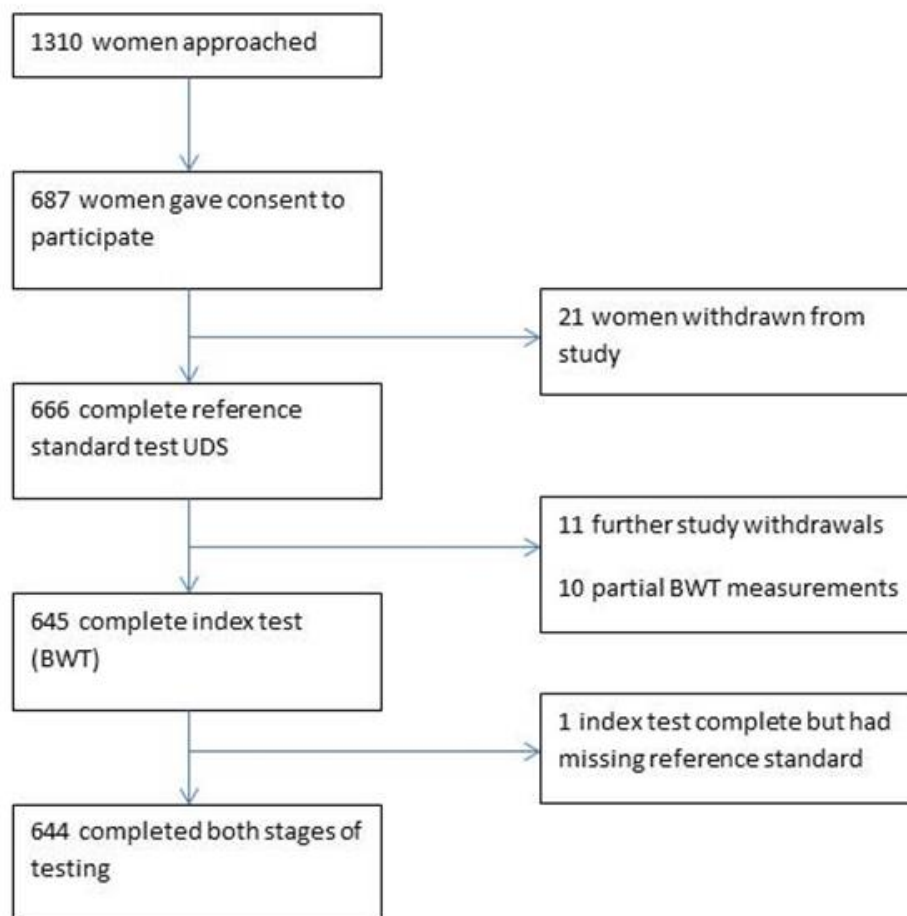 1310 women approached
687 women gave consent to
participate
21 women withdrawn from
study
666 complete reference
standard test UDS
11 further study withdrawals
10 partial BWT measurements
645 complete index test
(BWT)
1 index test complete but had
missing reference standard
644 completed both stages of
testing